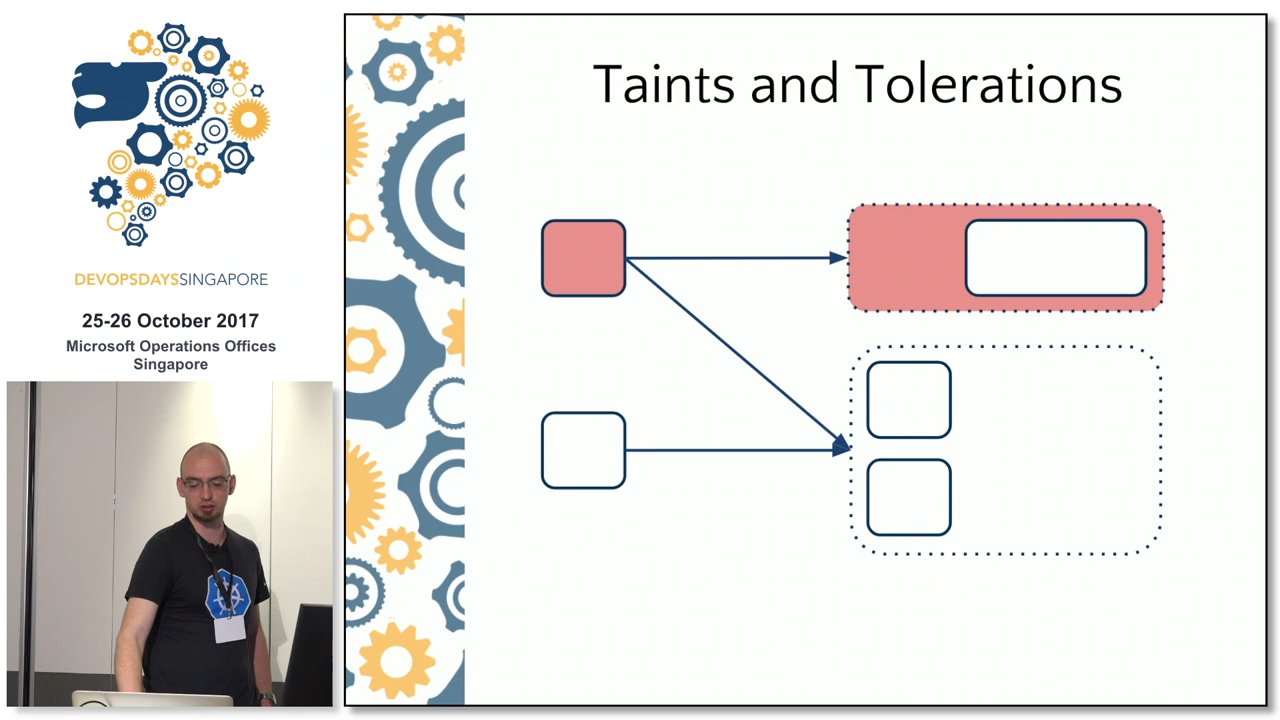 DEVOPSDAYSSINGAPORE
25-26 October 2017
Microsoft Operations Offices
Singapore
Taints and Tolerations